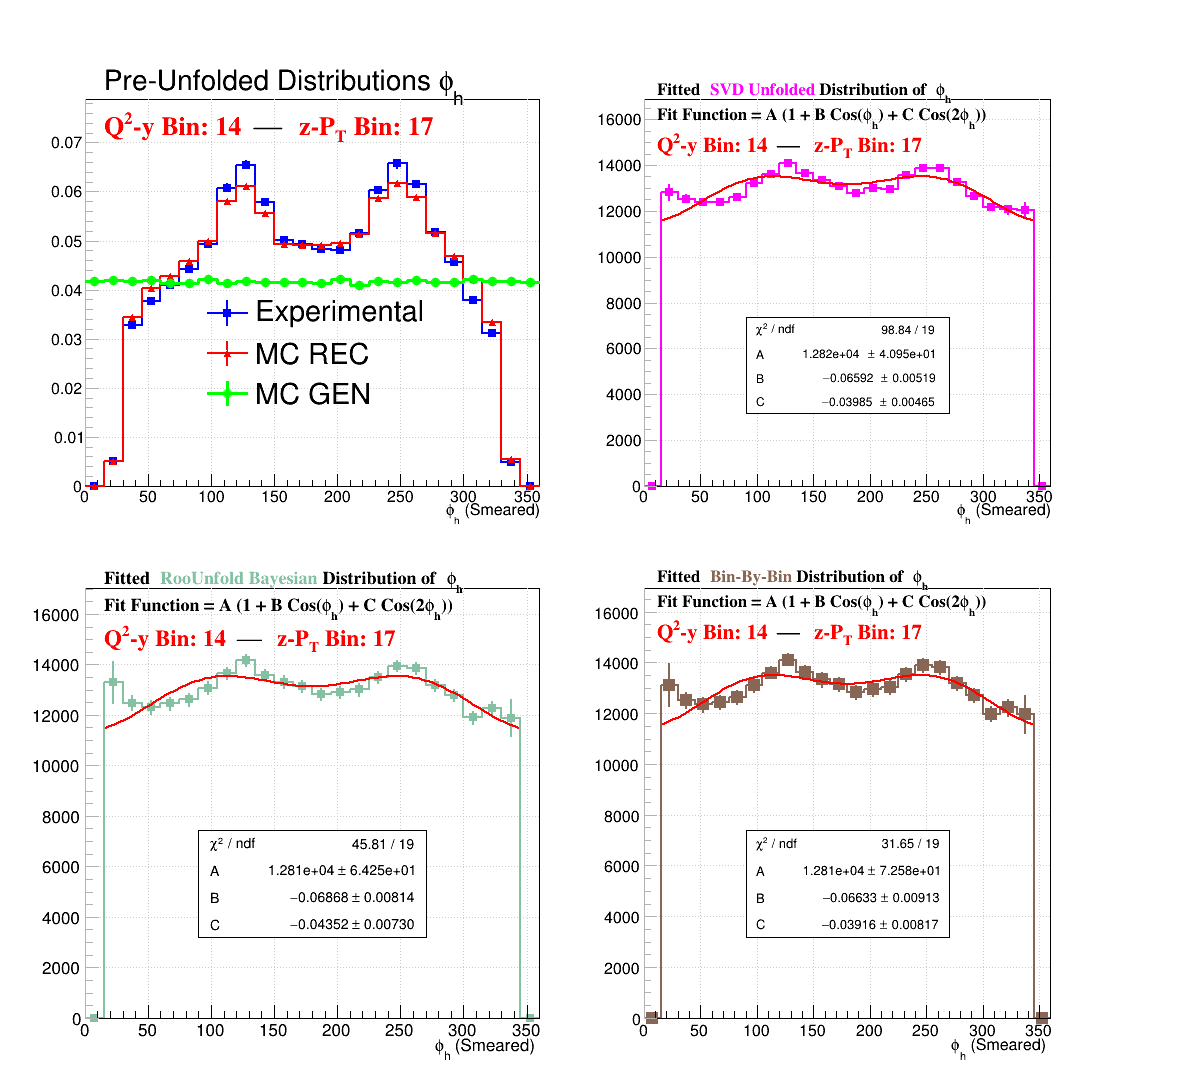 Pre-Unfolded Distributions ϕh
Q2-y Bin: 14 — z-PT Bin: 17
0.07
0.06
0.05
0.04
0.03
0.02
0.01
0
Experimental
MC REC
MC GEN
0 50 100 150 200 250 300 350
ϕh (Smeared)
Fitted SVD Unfolded Distribution of ϕh
Fit Function = A (1 + B Cos(ϕh) + C Cos(2ϕh))
Q2-y Bin: 14 — z-PT Bin: 17
16000
14000
12000
10000
8000
6000
4000
2000
0
χ2 / ndf 98.84 / 19
A 1.282e+04 ± 4.095e+01
B −0.06592 ± 0.00519
C −0.03985 ± 0.00465
0 50 100 150 200 250 300 350
ϕh (Smeared)
Fitted RooUnfold Bayesian Distribution of ϕh
Fit Function = A (1 + B Cos(ϕh) + C Cos(2ϕh))
Q2-y Bin: 14 — z-PT Bin: 17
16000
14000
12000
10000
8000
6000
4000
2000
0
χ2 / ndf 45.81 / 19
A 1.281e+04 ± 6.425e+01
B −0.06868 ± 0.00814
C −0.04352 ± 0.00730
0 50 100 150 200 250 300 350
ϕh (Smeared)
Fitted Bin-By-Bin Distribution of ϕh
Fit Function = A (1 + B Cos(ϕh) + C Cos(2ϕh))
Q2-y Bin: 14 — z-PT Bin: 17
16000
14000
12000
10000
8000
6000
4000
2000
0
χ2 / ndf 31.65 / 19
A 1.281e+04 ± 7.258e+01
B −0.06633 ± 0.00913
C −0.03916 ± 0.00817
0 50 100 150 200 250 300 350
ϕh (Smeared)